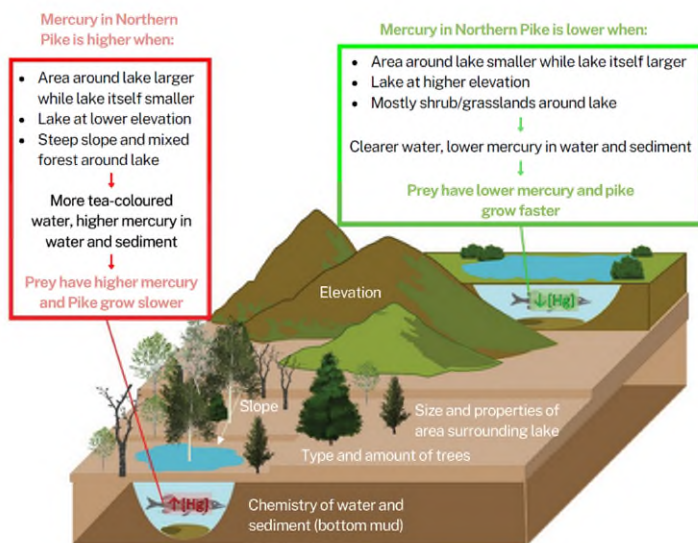 Mercury in Northern
Pike is higher when:
• Area around lake larger
while lake itself smaller
• Lake at lower elevation
• Steep slope and mixed
forest around lake
More tea-coloured
water, higher mercury in
water and sediment
Prey have higher mercury
and Pike grow slower
Mercury in Northern Pike is lower when:
• Area around lake smaller while lake itself larger
• Lake at higher elevation
• Mostly shrub/grasslands around lake
Clearer water, lower mercury in water and sediment
Prey have lower mercury and pike
grow faster
Elevation
↓[Hg]
Slope
Size and properties of
area surrounding lake
Type and amount of trees
↑[Hg]
Chemistry of water and
sediment (bottom mud)